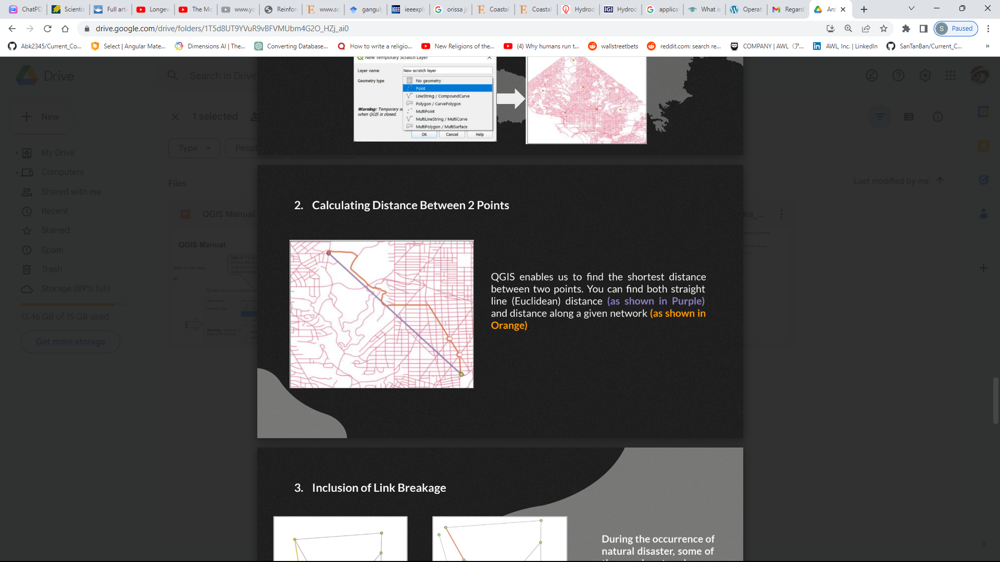 ChatPD
Scientis
Full arti
Longev
The Mo
www.yo
Reinfor
www.sc
ganguly
ieeexpl
orissa ja
Coastal
Coastal
Hydrod
Hydrod
applica
What is
Operati
Regard
Arc
drive.google.com/drive/folders/1T5d8UT9YVuR9vBFVMUbm4G2O_HZj_ai0
S Paused
Abk2345/Current_Co...
Select | Angular Mate...
Dimensions AI | The...
Converting Database...
How to write a religio...
New Religions of the...
(4) Why humans run t...
wallstreetbets
reddit.com: search re...
COMPANY | AWL（ア...
AWL, Inc. | LinkedIn
SanTanBan/Current_C...
»
Drive
Search in Drive
New
1 selected
Type
Peop
My Drive
Computers
Shared with me
Recent
Starred
Spam
Trash
Storage (89% full)
13.46 GB of 15 GB used
Get more storage
Files
Last modified by me
QGIS Manual.
QGIS Manual
New Temporary Scratch Layer
Layer name
New scratch layer
Geometry type
No geometry
Point
LineString / CompoundCurve
Polygon / CurvePolygon
MultiPoint
MultiLineString / MultiCurve
MultiPolygon / MultiSurface
Warning: Temporary s
when QGIS is closed.
OK
Cancel
Help
2. Calculating Distance Between 2 Points
QGIS enables us to find the shortest distance
between two points. You can find both straight
line (Euclidean) distance (as shown in Purple)
and distance along a given network (as shown in
Orange).
3. Inclusion of Link Breakage
During the occurrence of
natural disaster, some of